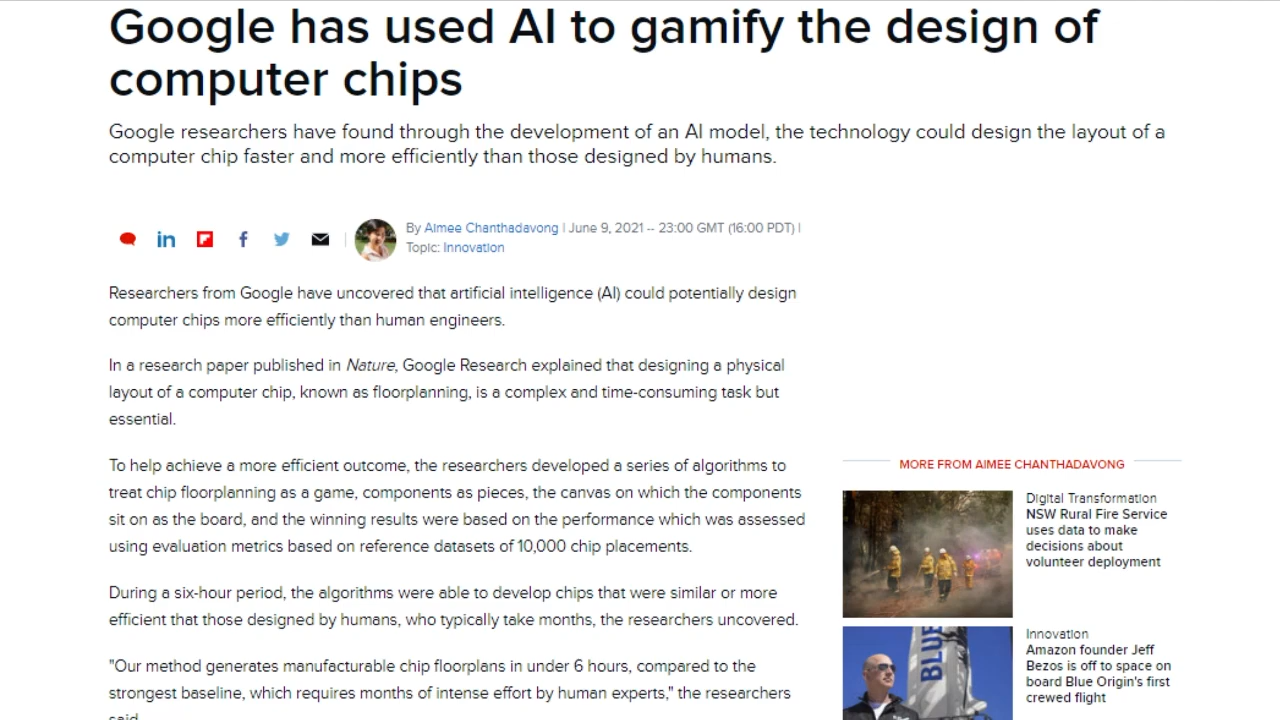 Google has used AI to gamify the design of
computer chips
Google researchers have found through the development of an AI model, the technology could design the layout of a
computer chip faster and more efficiently than those designed by humans.
By Aimee Chanthadavong | June 9, 2021 -- 23:00 GMT (16:00 PDT) |
Topic: Innovation
Researchers from Google have uncovered that artificial intelligence (AI) could potentially design
computer chips more efficiently than human engineers.
In a research paper published in Nature, Google Research explained that designing a physical
layout of a computer chip, known as floorplanning, is a complex and time-consuming task but
essential.
To help achieve a more efficient outcome, the researchers developed a series of algorithms to
treat chip floorplanning as a game, components as pieces, the canvas on which the components
sit on as the board, and the winning results were based on the performance which was assessed
using evaluation metrics based on reference datasets of 10,000 chip placements.
During a six-hour period, the algorithms were able to develop chips that were similar or more
efficient that those designed by humans, who typically take months, the researchers uncovered.
"Our method generates manufacturable chip floorplans in under 6 hours, compared to the
strongest baseline, which requires months of intense effort by human experts," the researchers
said
MORE FROM AIMEE CHANTHADAVONG
Digital Transformation
NSW Rural Fire Service
uses data to make
decisions about
volunteer deployment
BLUE
Innovation
Amazon founder Jeff
Bezos is off to space on
board Blue Origin's first
crewed flight